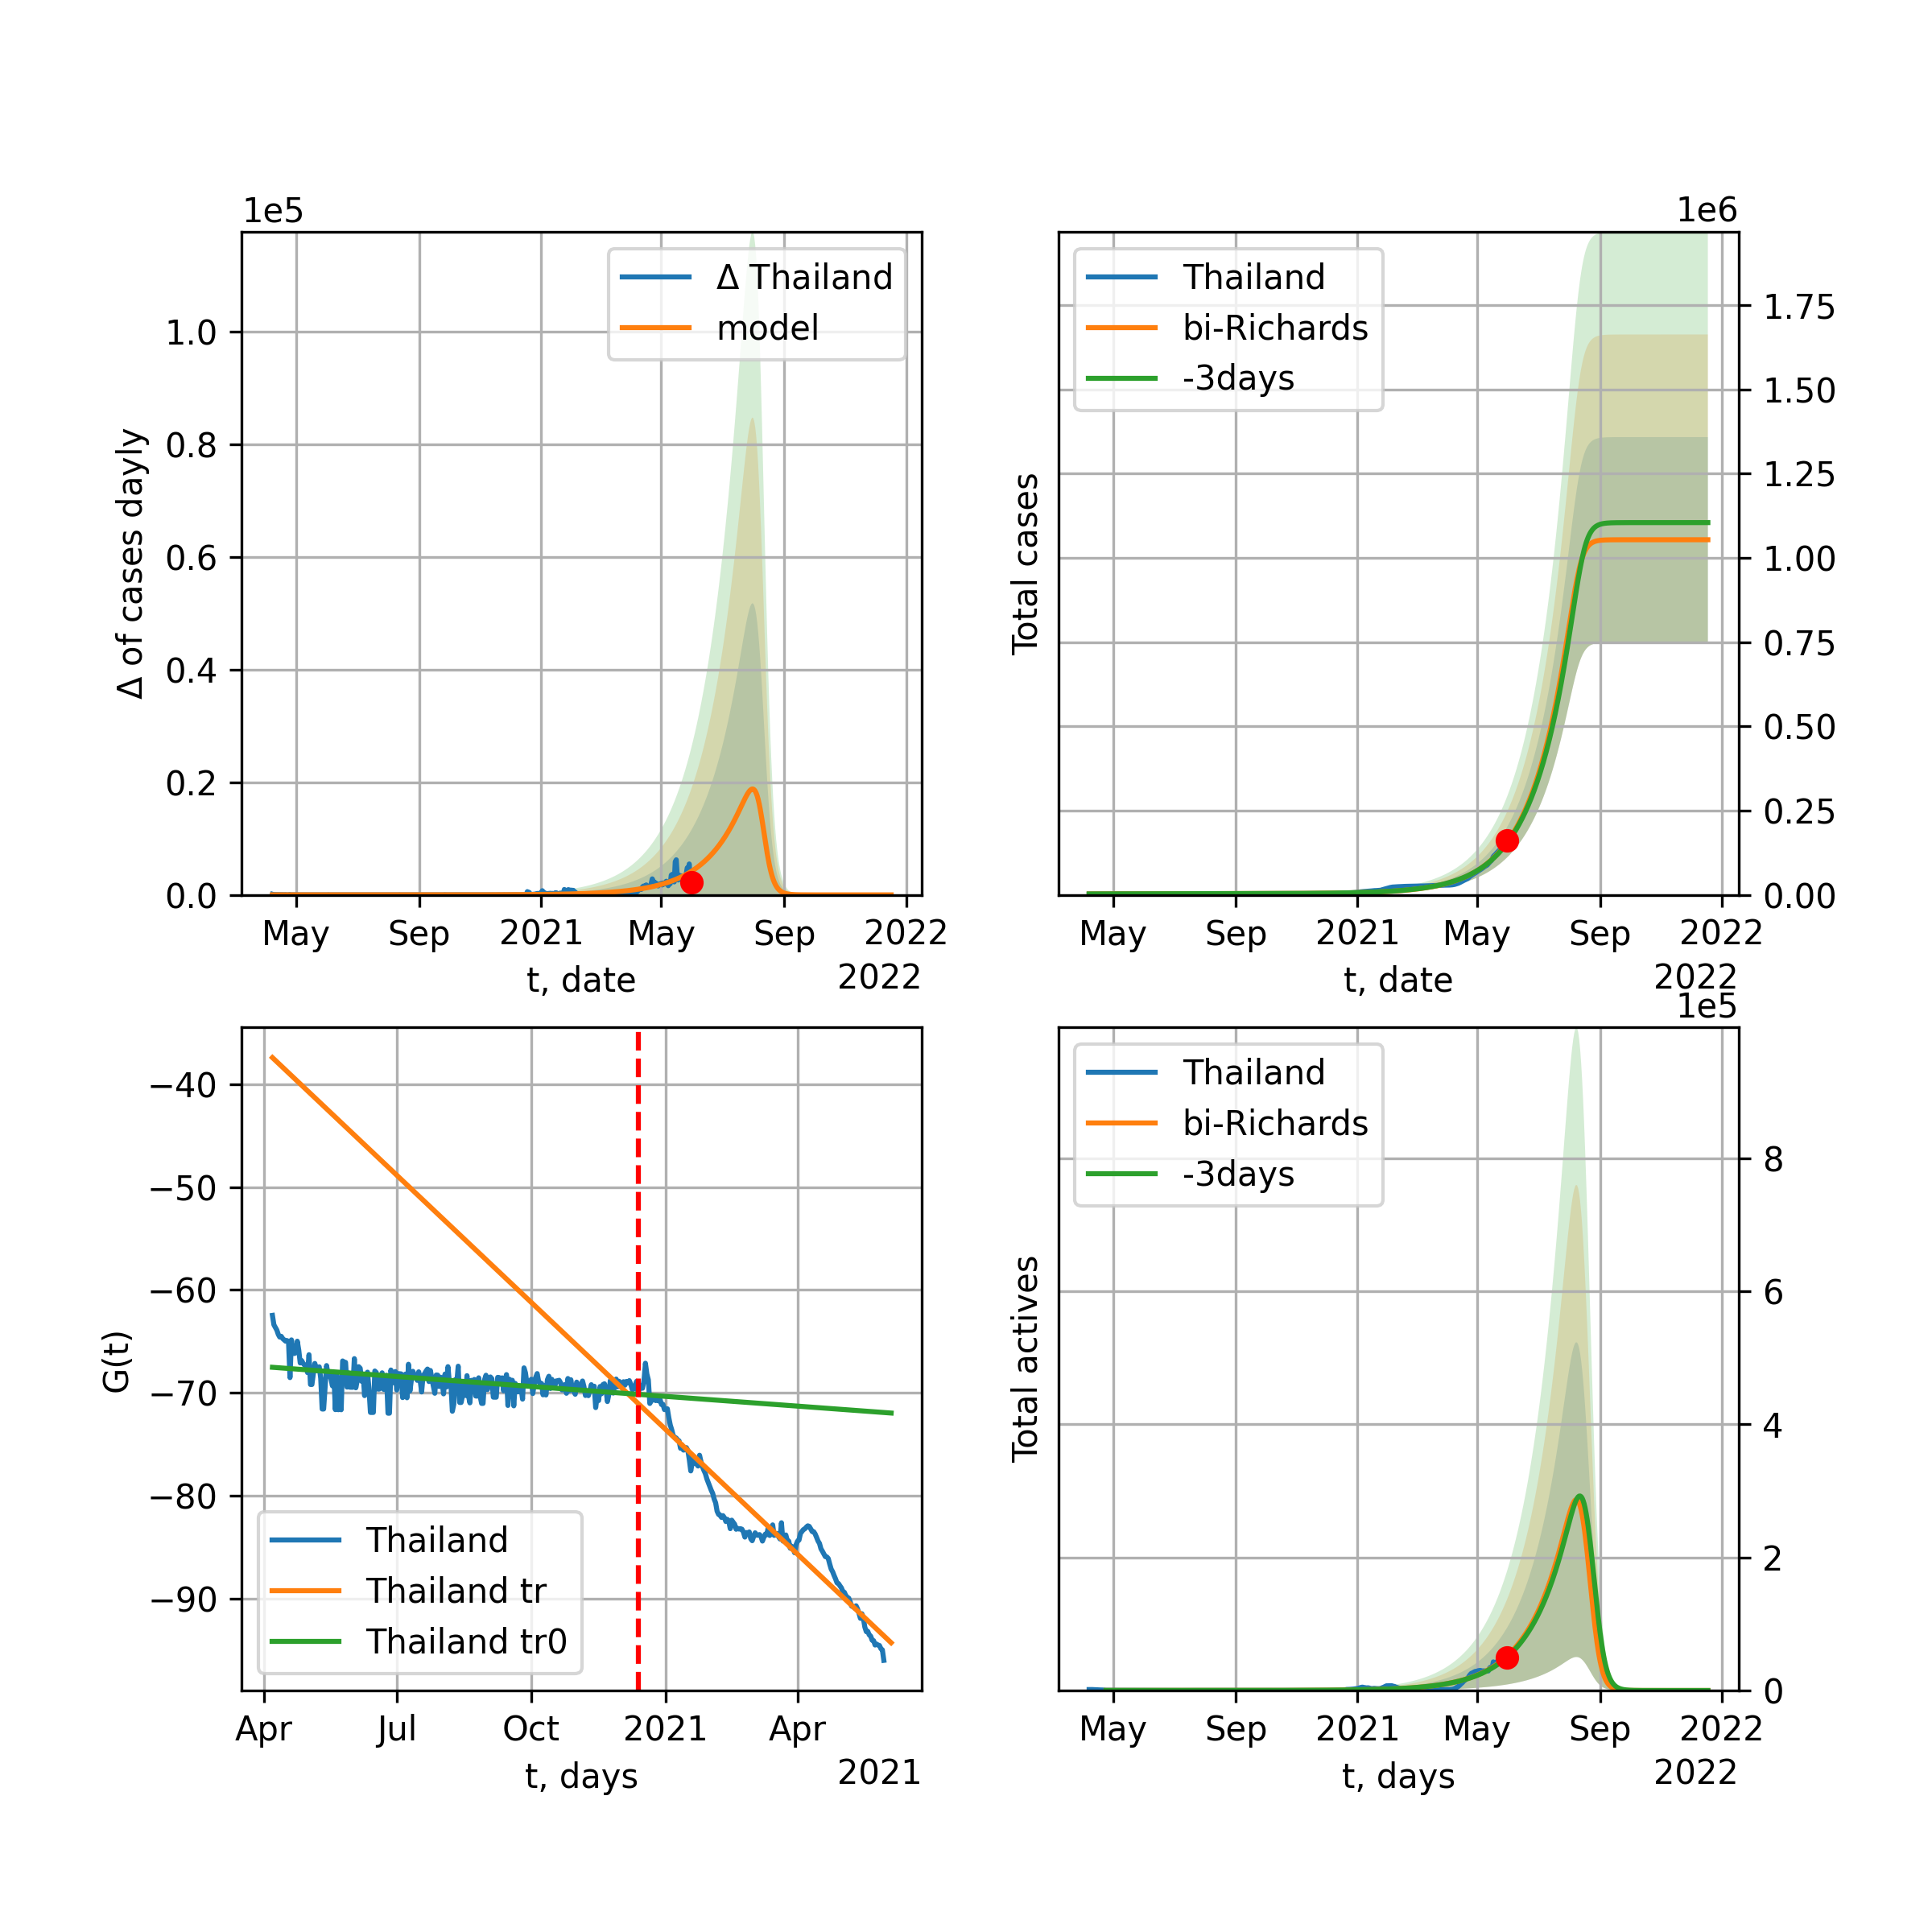 1e5
Δ of cases dayly
1.0
0.8
0.6
0.4
0.2
0.0
Δ Thailand
model
May Sep 2021 May Sep 2022
t, date
2022
1e6
Total cases
Thailand
bi-Richards
-3days
1.75
1.50
1.25
1.00
0.75
0.50
0.25
0.00
May Sep 2021 May Sep 2022
t, date
2022
G(t)
−40
−50
−60
−70
−80
−90
Thailand
Thailand tr
Thailand tr0
Apr Jul Oct 2021 Apr
t, days
2021
1e5
Total actives
Thailand
bi-Richards
-3days
8
6
4
2
0
May Sep 2021 May Sep 2022
t, days
2022